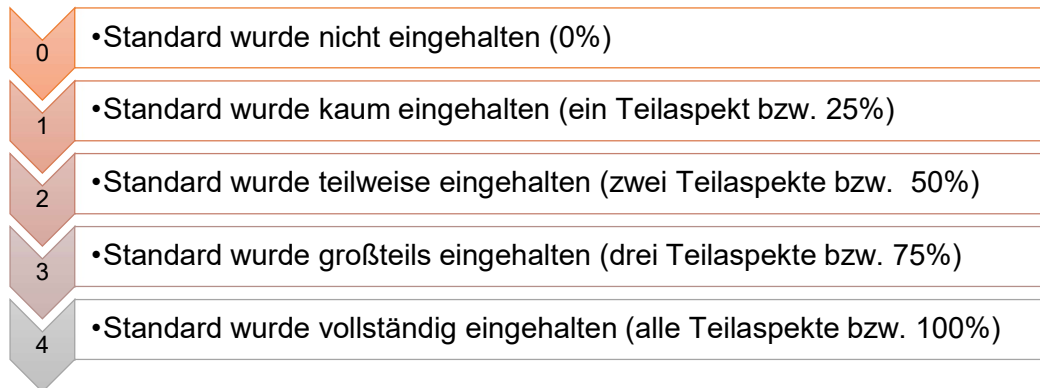 0
•Standard wurde nicht eingehalten (0%)
1
•Standard wurde kaum eingehalten (ein Teilaspekt bzw. 25%)
2
•Standard wurde teilweise eingehalten (zwei Teilaspekte bzw.  50%)
3
•Standard wurde großteils eingehalten (drei Teilaspekte bzw. 75%)
4
•Standard wurde vollständig eingehalten (alle Teilaspekte bzw. 100%)